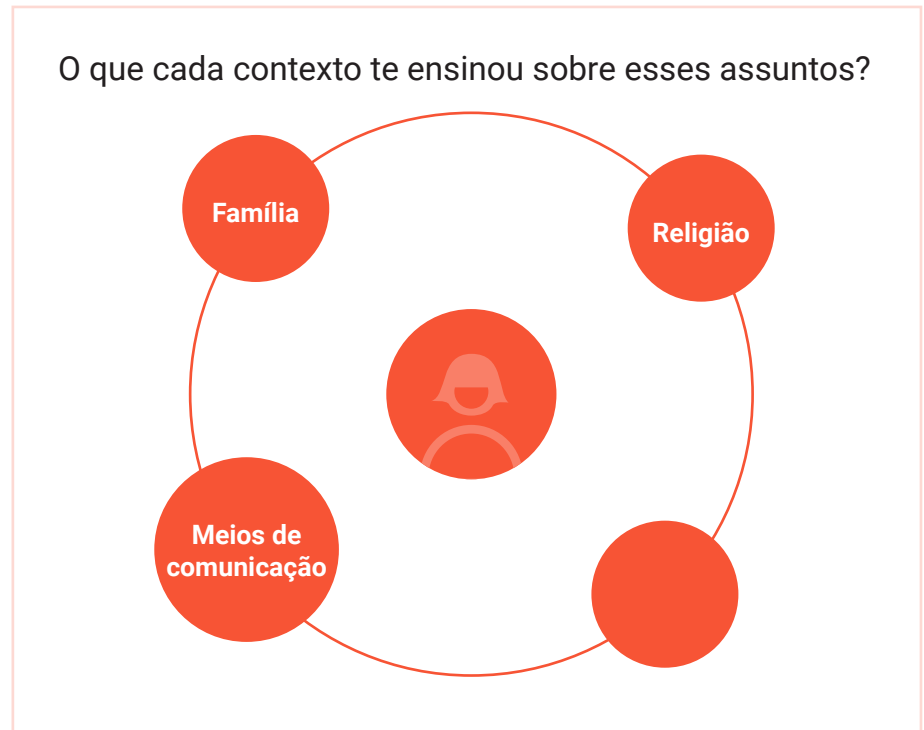 O que cada contexto te ensinou sobre esses assuntos?
Família
Religião
Meios de
comunicação